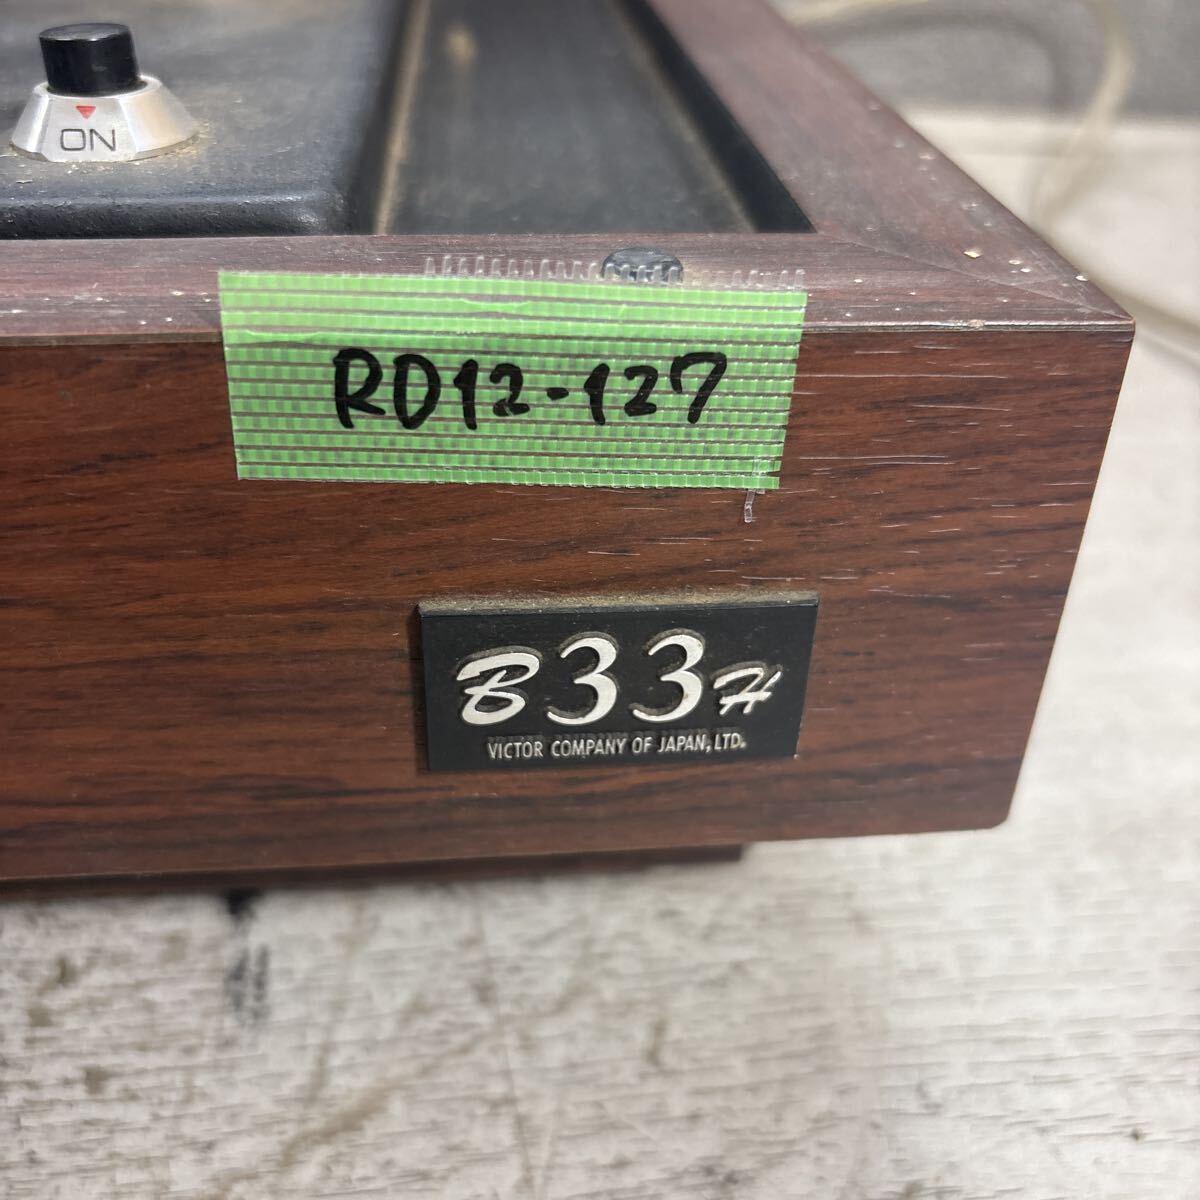 ON
RD12-127
B33H
VICTOR COMPANY OF JAPAN, LTD.